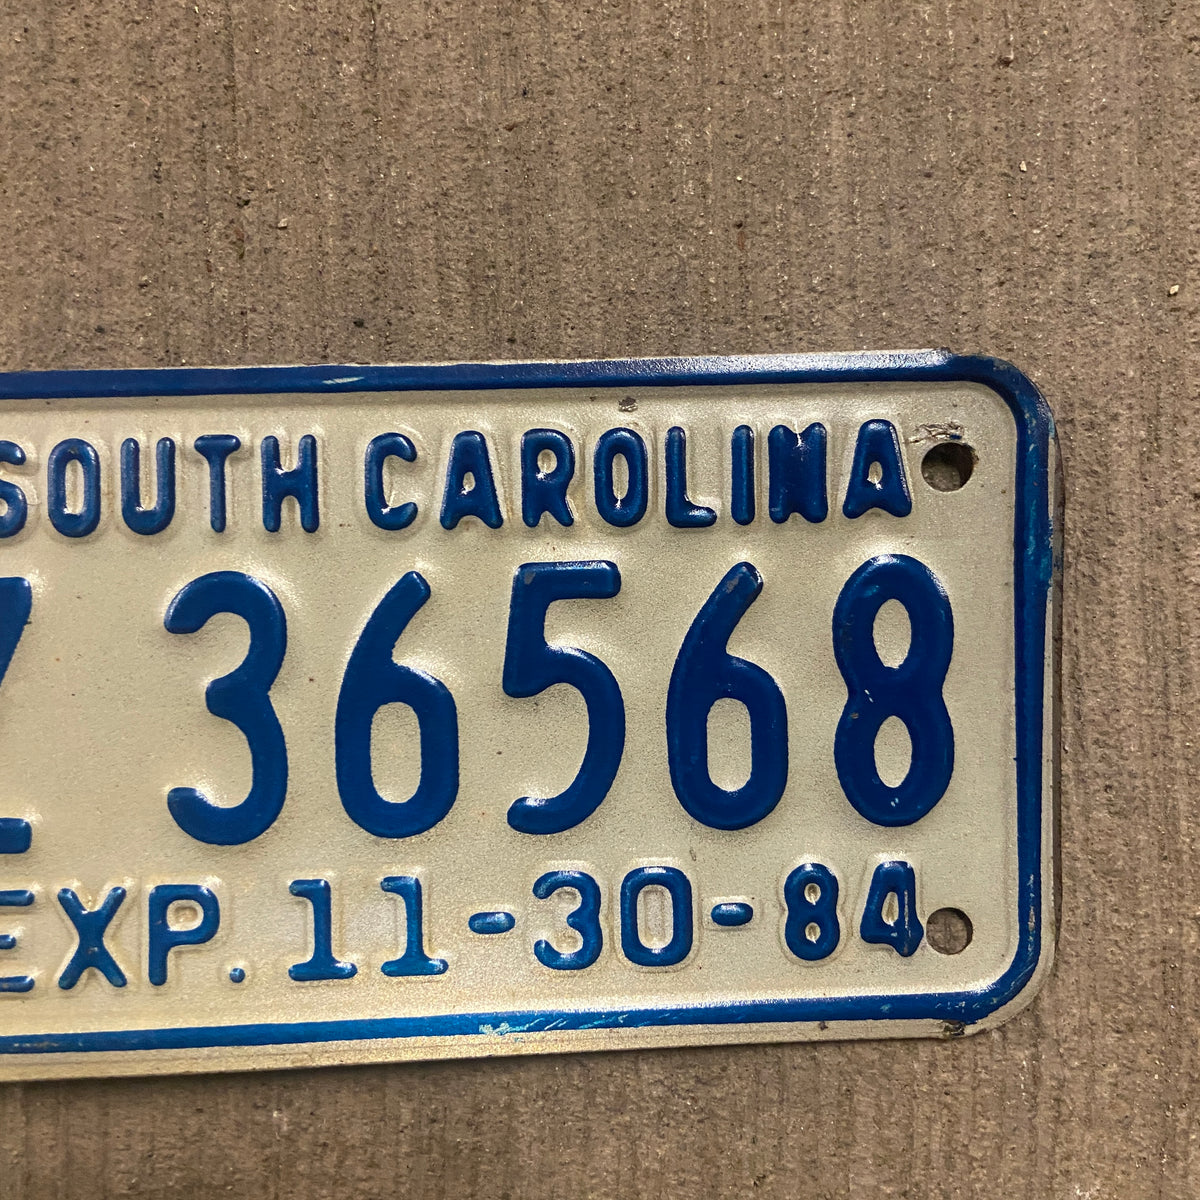 SOUTH CAROLINA
Z 36568
EXP. 11-30-84